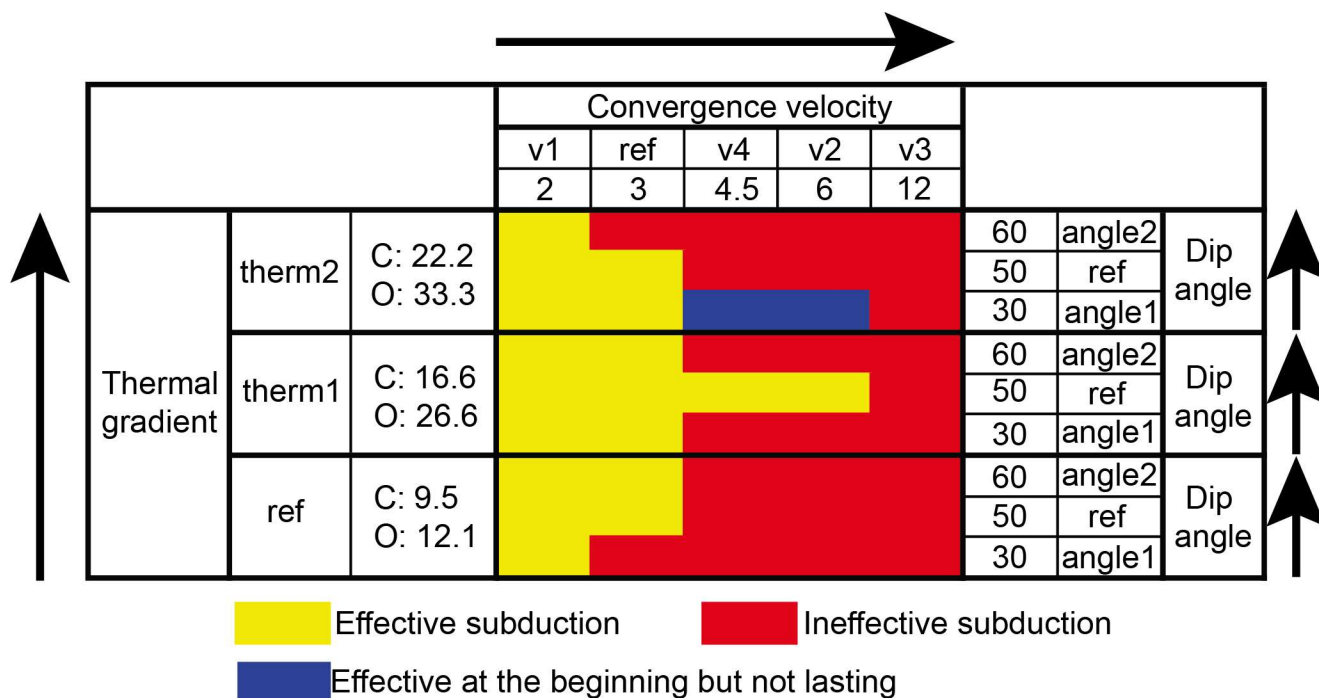 Convergence velocity
v1 ref v4 v2 v3
2 3 4.5 6 12
Thermal gradient
therm2
C: 22.2
O: 33.3
60 angle2
50 ref
30 angle1
Dip angle
therm1
C: 16.6
O: 26.6
60 angle2
50 ref
30 angle1
Dip angle
ref
C: 9.5
O: 12.1
60 angle2
50 ref
30 angle1
Dip angle
Effective subduction
Ineffective subduction
Effective at the beginning but not lasting